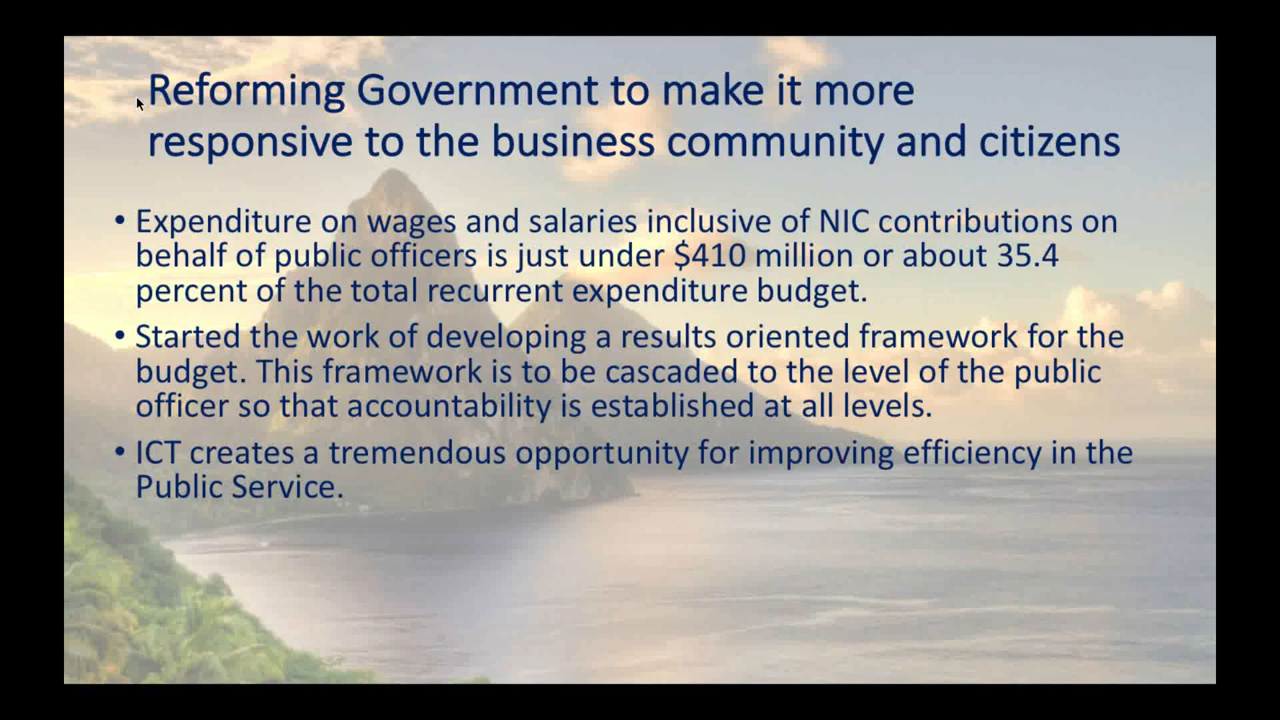 Reforming Government to make it more
responsive to the business community and citizens
• Expenditure on wages and salaries inclusive of NIC contributions on
behalf of public officers is just under $410 million or about 35.4
percent of the total recurrent expenditure budget.
• Started the work of developing a results oriented framework for the
budget. This framework is to be cascaded to the level of the public
officer so that accountability is established at all levels.
• ICT creates a tremendous opportunity for improving efficiency in the
Public Service.